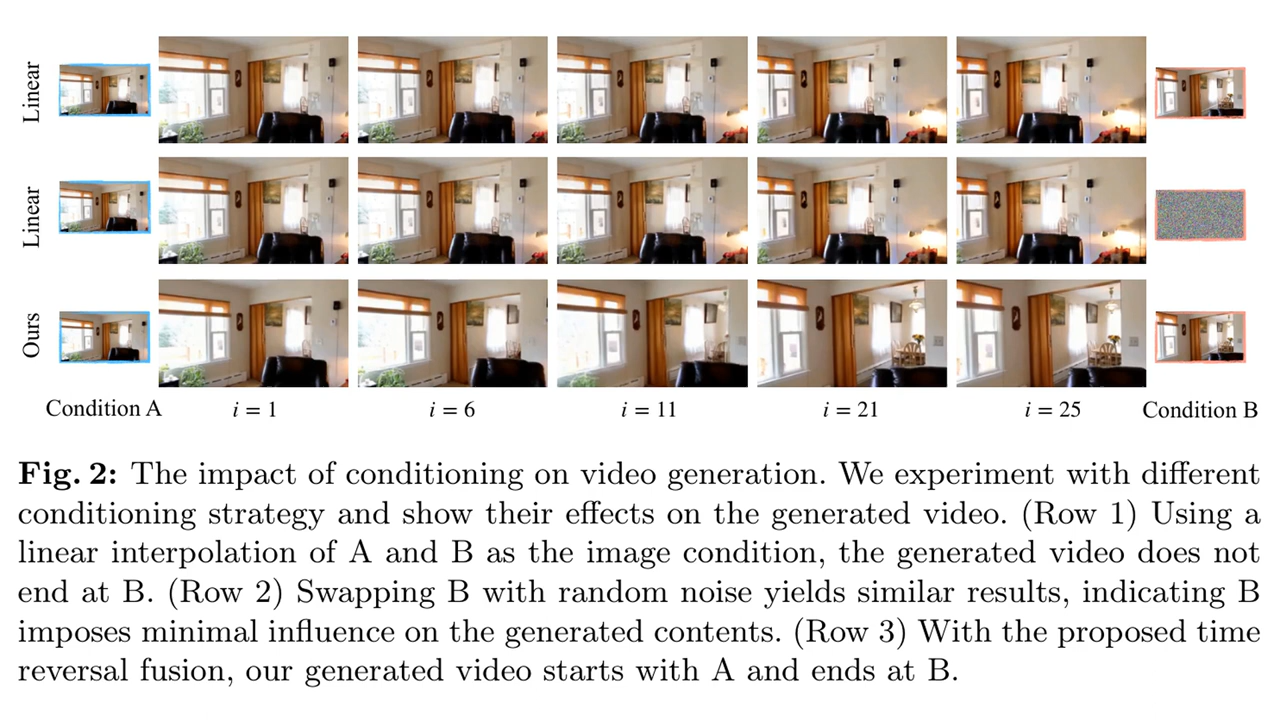 Linear
Linear
Ours
Condition A
i = 1
i = 6
i = 11
i = 21
i = 25
Condition B
Fig. 2: The impact of conditioning on video generation. We experiment with different
conditioning strategy and show their effects on the generated video. (Row 1) Using a
linear interpolation of A and B as the image condition, the generated video does not
end at B. (Row 2) Swapping B with random noise yields similar results, indicating B
imposes minimal influence on the generated contents. (Row 3) With the proposed time
reversal fusion, our generated video starts with A and ends at B.